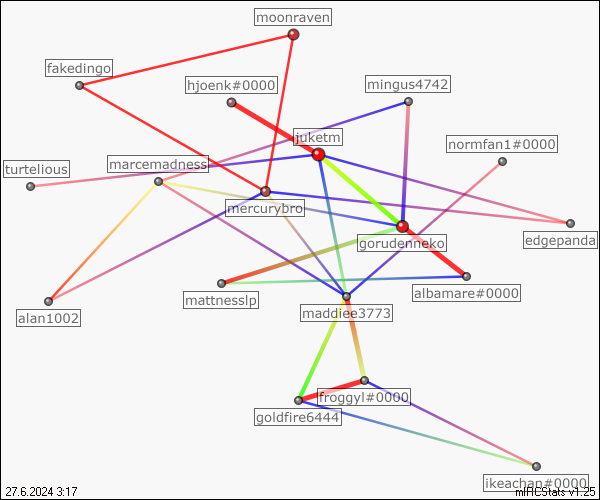 moonraven
fakedingo
hjoenk#0000
mingus4742
juketm
normfan1#0000
marcemadness
turtelious
mercurybro
edgepanda
gorudenneko
mattnesslp
albamare#0000
maddiee3773
alan1002
froggyl#0000
goldfire6444
ikeachan#0000
27.6.2024 3:17
mIRCStats v1.25